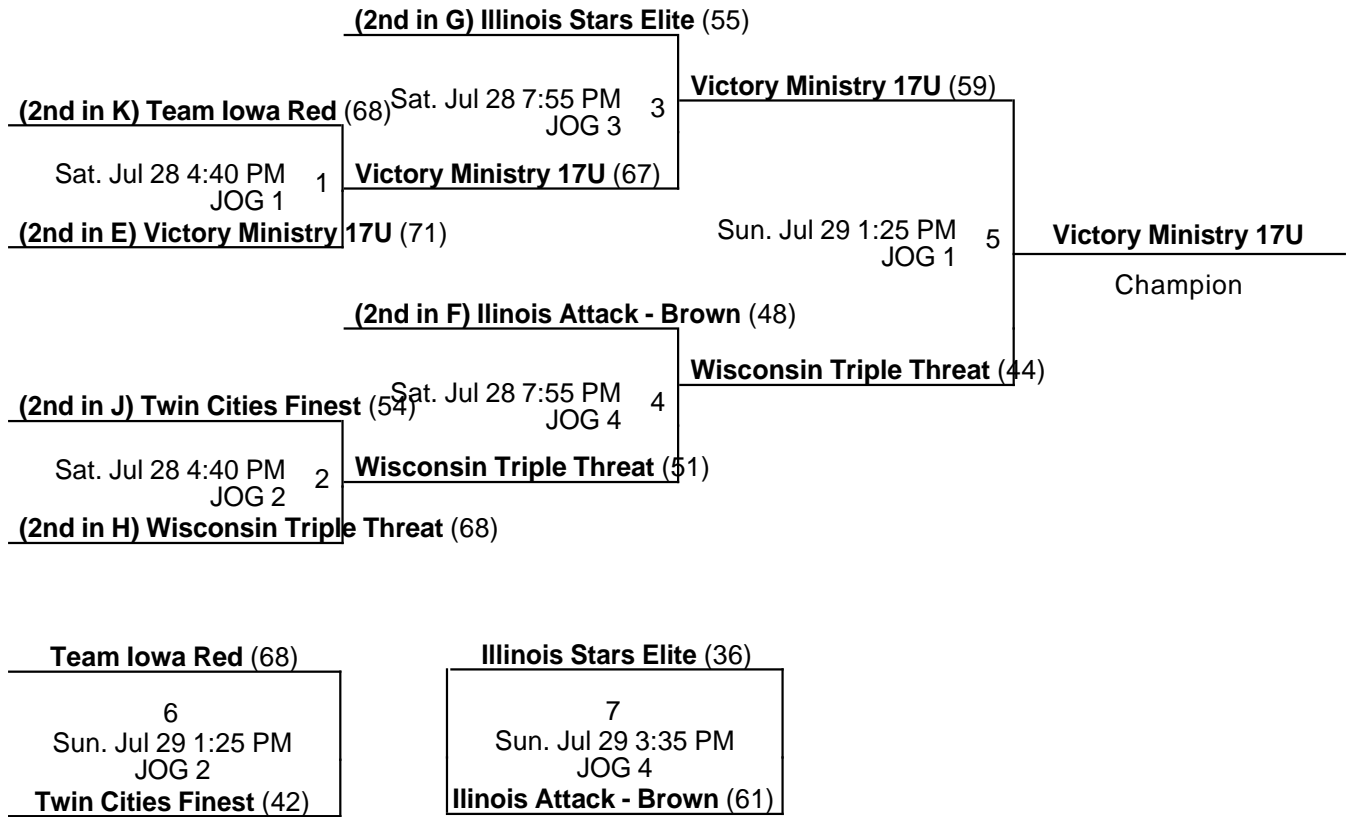 (2nd in G) Illinois Stars Elite (55)
Victory Ministry 17U (59)
(2nd in K) Team Iowa Red (68)
Sat. Jul 28 7:55 PM
JOG 3
3
Sat. Jul 28 4:40 PM
JOG 1
1
Victory Ministry 17U (67)
(2nd in E) Victory Ministry 17U (71)
Sun. Jul 29 1:25 PM
JOG 1
5
Victory Ministry 17U
Champion
(2nd in F) Ilinois Attack - Brown (48)
Wisconsin Triple Threat (44)
(2nd in J) Twin Cities Finest (54)
Sat. Jul 28 7:55 PM
JOG 4
4
Sat. Jul 28 4:40 PM
JOG 2
2
Wisconsin Triple Threat (51)
(2nd in H) Wisconsin Triple Threat (68)
Team Iowa Red (68)
6
Sun. Jul 29 1:25 PM
JOG 2
Twin Cities Finest (42)
Illinois Stars Elite (36)
7
Sun. Jul 29 3:35 PM
JOG 4
Ilinois Attack - Brown (61)